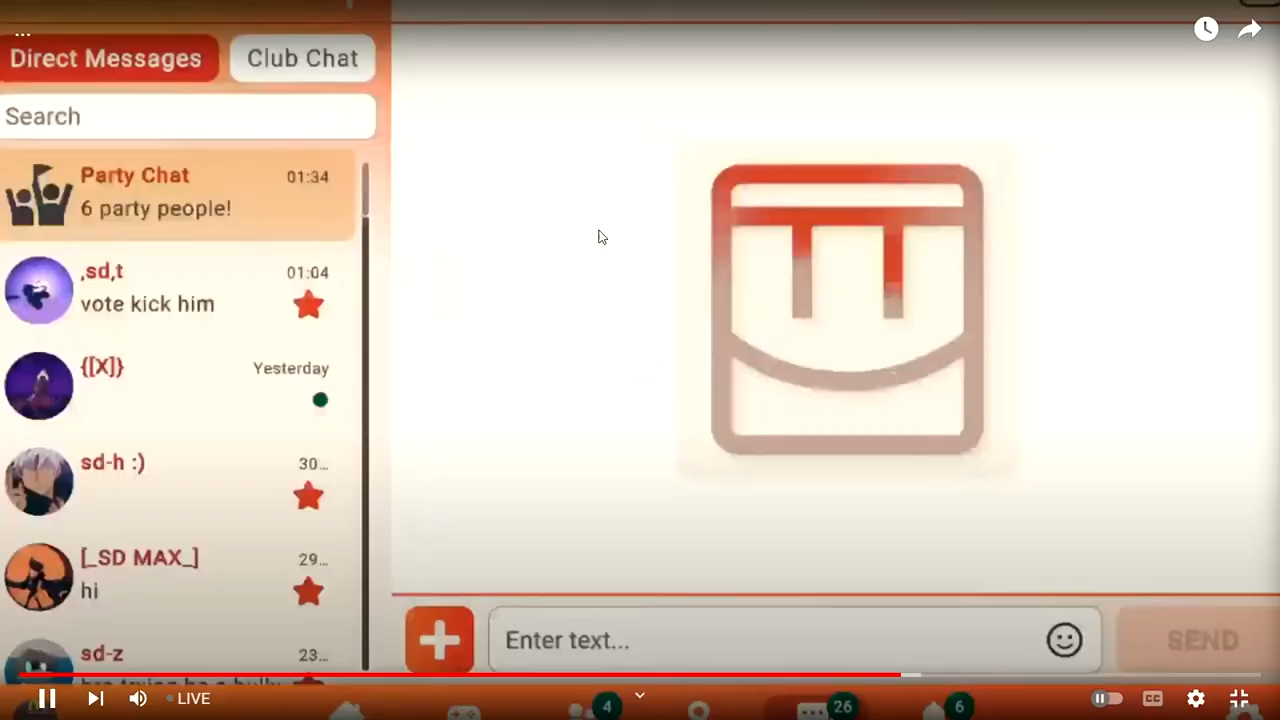 ...
Direct Messages
Club Chat
Search
Party Chat
01:34
6 party people!
,sd,t
01:04
vote kick him
{[X]}
Yesterday
sd-h :)
30...
[_SD MAX_]
29...
hi
sd-z
23...
Enter text...
SEND
LIVE
4
26
6
CC